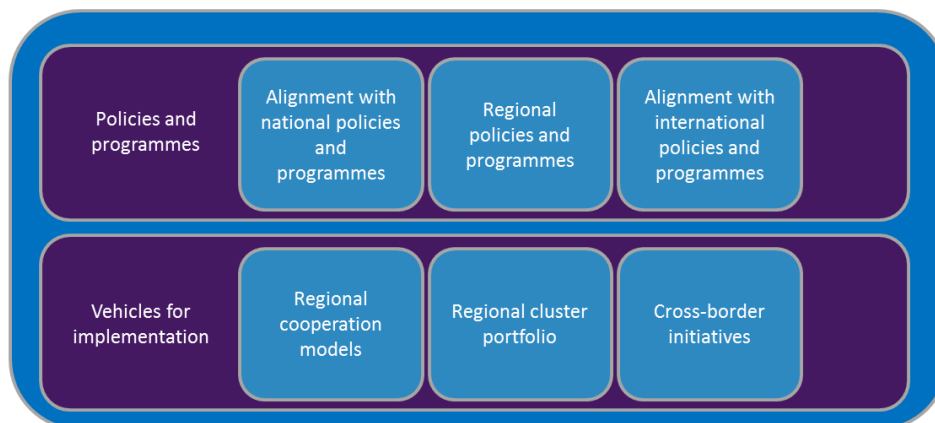 Policies and
programmes
Alignment with
national policies
and
programmes
Regional
policies and
programmes
Alignment with
international
policies and
programmes
Vehicles for
implementation
Regional
cooperation
models
Regional cluster
portfolio
Cross-border
initiatives